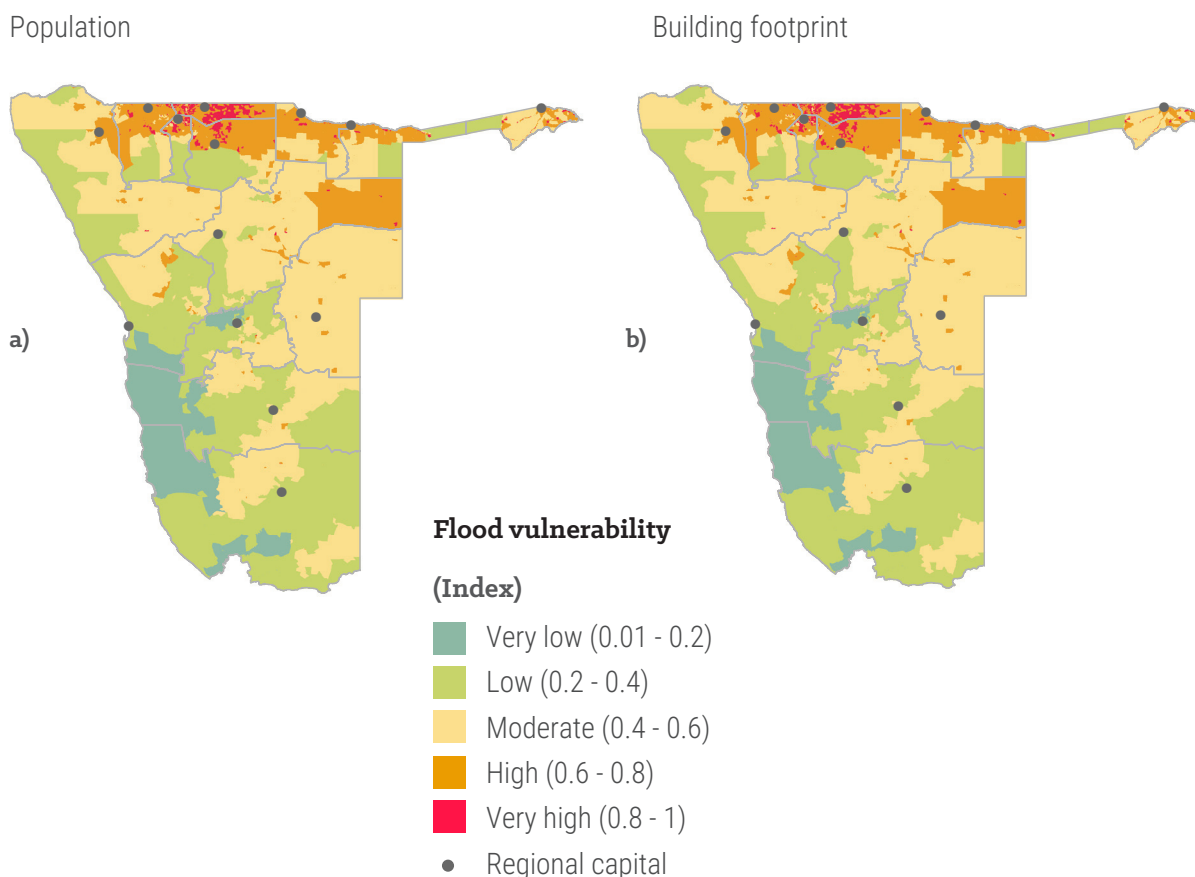 Population
Building footprint
a)
b)
Flood vulnerability
(Index)
Very low (0.01 - 0.2)
Low (0.2 - 0.4)
Moderate (0.4 - 0.6)
High (0.6 - 0.8)
Very high (0.8 - 1)
Regional capital